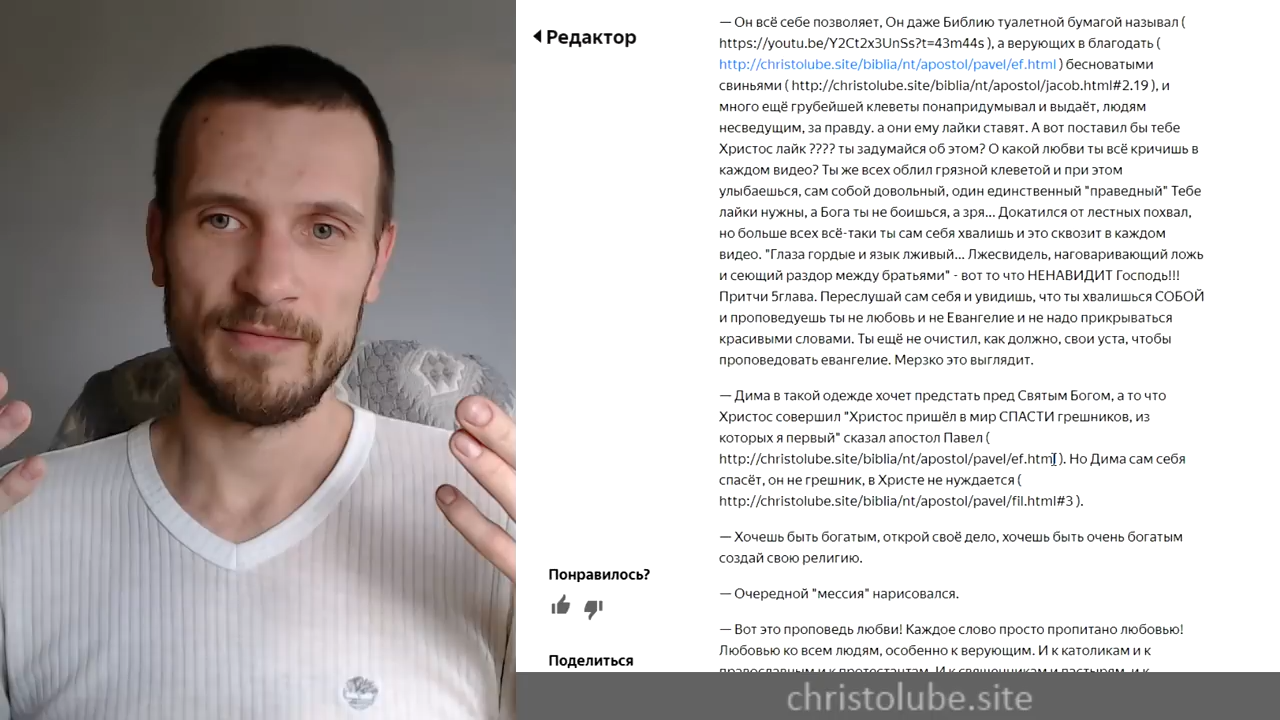 Редактор
— Он всё себе позволяет, Он даже Библию туалетной бумагой называл (
https://youtu.be/Y2Ct2x3UnSs?t=43m44s ), а верующих в благодать (
http://christolube.site/biblia/nt/apostol/pavel/ef.html ) бесноватыми
свиньями ( http://christolube.site/biblia/nt/apostol/jacob.html#2.19 ), и
много ещё грубейшей клеветы понапридумывал и выдаёт, людям
несведущим, за правду. а они ему лайки ставят. А вот поставил бы тебе
Христос лайк ???? ты задумайся об этом? О какой любви ты всё кричишь в
каждом видео? Ты же всех облил грязной клеветой и при этом
улыбаешься, сам собой довольный, один единственный "праведный" Тебе
лайки нужны, а Бога ты не боишься, а зря... Докатился от лестных похвал,
но больше всех всё-таки ты сам себя хвалишь и это сквозит в каждом
видео. "Глаза гордые и язык лживый... Лжесвидель, наговаривающий ложь
и сеющий раздор между братьями" - вот то что НЕНАВИДИТ Господь!!!
Притчи 5глава. Переслушай сам себя и увидишь, что ты хвалишься СОБОЙ
и проповедуешь ты не любовь и не Евангелие и не надо прикрываться
красивыми словами. Ты ещё не очистил, как должно, свои уста, чтобы
проповедовать евангелие. Мерзко это выглядит.
— Дима в такой одежде хочет предстать пред Святым Богом, а то что
Христос совершил "Христос пришёл в мир СПАСТИ грешников, из
которых я первый" сказал апостол Павел (
http://christolube.site/biblia/nt/apostol/pavel/ef.html ). Но Дима сам себя
спасёт, он не грешник, в Христе не нуждается (
http://christolube.site/biblia/nt/apostol/pavel/fil.html#3 ).
— Хочешь быть богатым, открой своё дело, хочешь быть очень богатым
создай свою религию.
— Очередной "мессия" нарисовался.
— Вот это проповедь любви! Каждое слово просто пропитано любовью!
Любовью ко всем людям, особенно к верующим. И к католикам и к
православным и к протестантам. И к священникам и пастырям, и к
Понравилось?
Поделиться
christolube.site